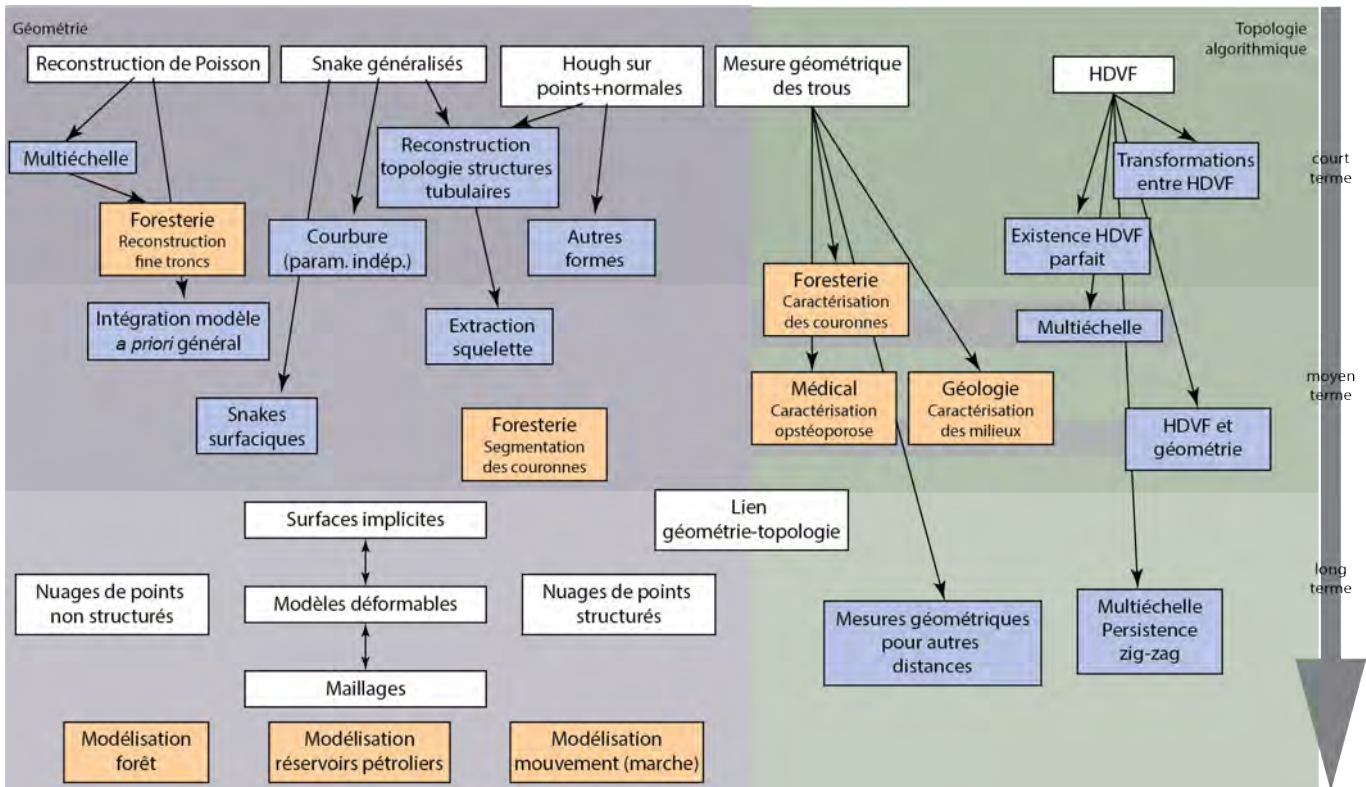 Géométrie
Topologie
algorithmique
Reconstruction de Poisson
Snake généralisés
Hough sur
points+normales
Mesure géométrique
des trous
HDVF
Multiéchelle
Reconstruction
topologie structures
tubulaires
Transformations
entre HDVF
court
terme
Foresterie
Reconstruction
fine troncs
Courbure
(param. indép.)
Autres
formes
Existence HDVF
parfait
Foresterie
Caractérisation
des couronnes
Intégration modèle
a priori général
Extraction
squelette
Multiéchelle
moyen
terme
Snakes
surfaciques
Foresterie
Segmentation
des couronnes
Médical
Caractérisation
opstéoporose
Géologie
Caractérisation
des milieux
HDVF et
géométrie
Surfaces implicites
Lien
géométrie-topologie
long
terme
Nuages de points
non structurés
Modèles déformables
Nuages de points
structurés
Mesures géométriques
pour autres
distances
Multiéchelle
Persistence
zig-zag
Maillages
Modélisation
forêt
Modélisation
réservoirs pétroliers
Modélisation
mouvement (marche)